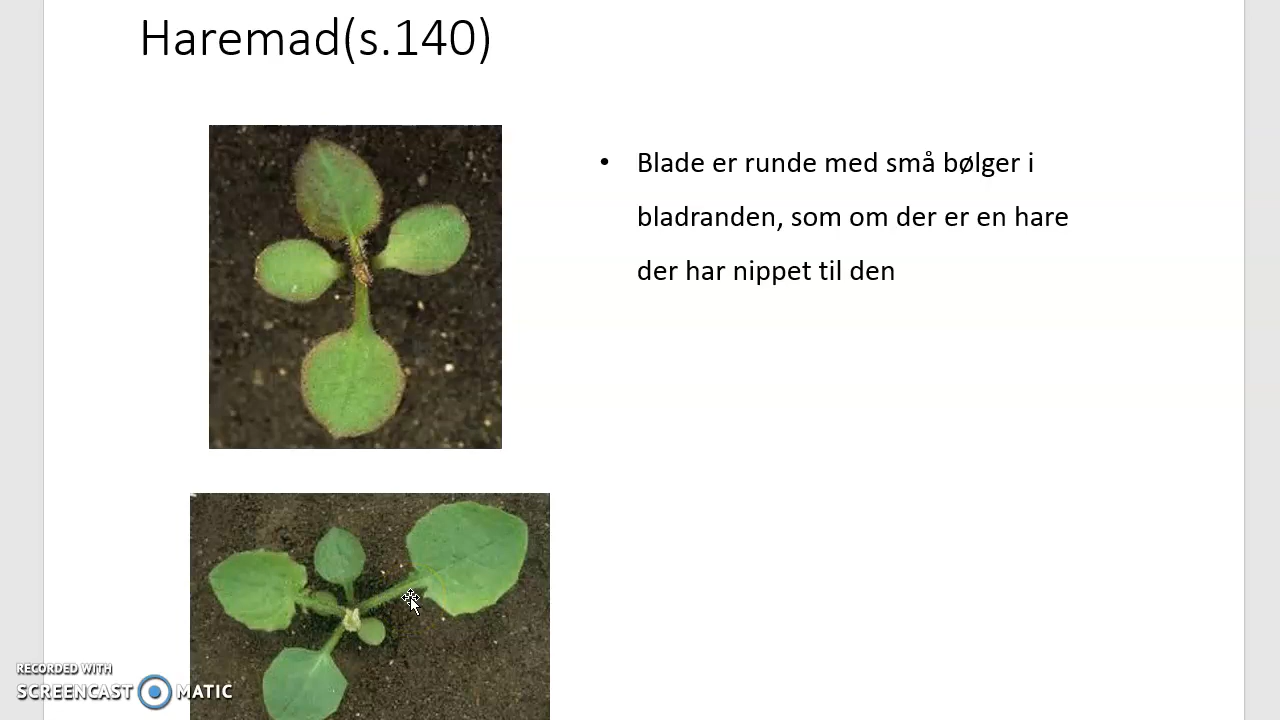 Haremad(s.140)
• Blade er runde med små bølger i
bladranden, som om der er en hare
der har nippet til den
RECORDED WITH
SCREENCAST MATIC